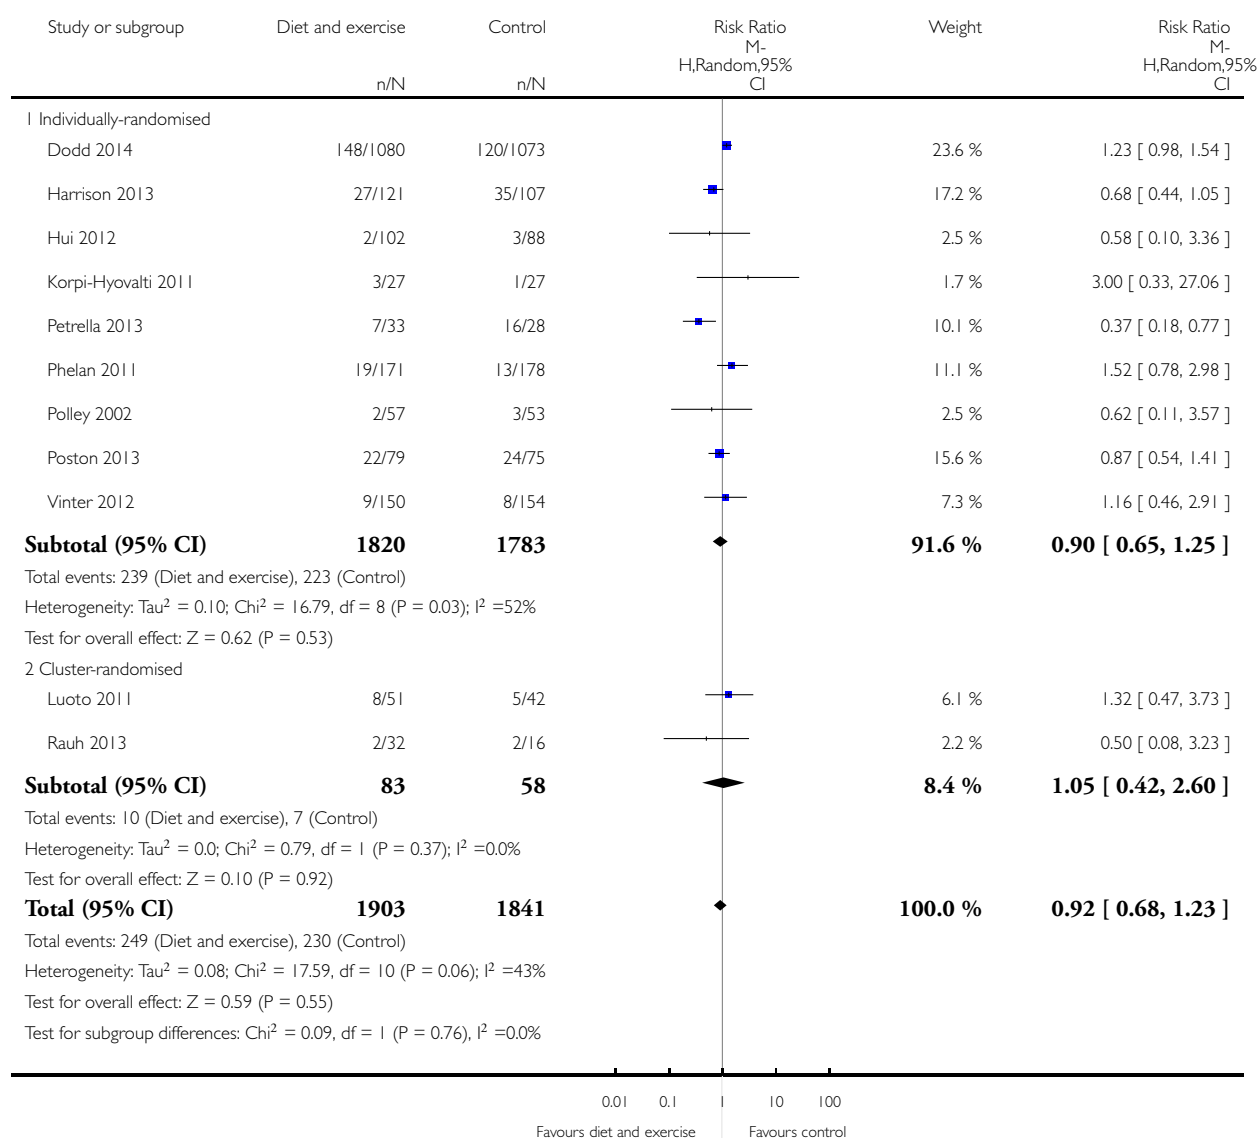 Study or subgroup Diet and exercise Control Risk Ratio Weight Risk Ratio
M- M-
H,Random,95% H,Random,95%
n/N n/N CI CI
1 Individually-randomised
Dodd 2014 148/1080 120/1073 23.6 % 1.23 [ 0.98, 1.54 ]
Harrison 2013 27/121 35/107 17.2 % 0.68 [ 0.44, 1.05 ]
Hui 2012 2/102 3/88 2.5 % 0.58 [ 0.10, 3.36 ]
Korpi-Hyovalti 2011 3/27 1/27 1.7 % 3.00 [ 0.33, 27.06 ]
Petrella 2013 7/33 16/28 10.1 % 0.37 [ 0.18, 0.77 ]
Phelan 2011 19/171 13/178 11.1 % 1.52 [ 0.78, 2.98 ]
Polley 2002 2/57 3/53 2.5 % 0.62 [ 0.11, 3.57 ]
Poston 2013 22/79 24/75 15.6 % 0.87 [ 0.54, 1.41 ]
Vinter 2012 9/150 8/154 7.3 % 1.16 [ 0.46, 2.91 ]
Subtotal (95% CI) 1820 1783 91.6 % 0.90 [ 0.65, 1.25 ]
Total events: 239 (Diet and exercise), 223 (Control)
Heterogeneity: Tau² = 0.10; Chi² = 16.79, df = 8 (P = 0.03); I² =52%
Test for overall effect: Z = 0.62 (P = 0.53)
2 Cluster-randomised
Luoto 2011 8/51 5/42 6.1 % 1.32 [ 0.47, 3.73 ]
Rauh 2013 2/32 2/16 2.2 % 0.50 [ 0.08, 3.23 ]
Subtotal (95% CI) 83 58 8.4 % 1.05 [ 0.42, 2.60 ]
Total events: 10 (Diet and exercise), 7 (Control)
Heterogeneity: Tau² = 0.0; Chi² = 0.79, df = 1 (P = 0.37); I² =0.0%
Test for overall effect: Z = 0.10 (P = 0.92)
Total (95% CI) 1903 1841 100.0 % 0.92 [ 0.68, 1.23 ]
Total events: 249 (Diet and exercise), 230 (Control)
Heterogeneity: Tau² = 0.08; Chi² = 17.59, df = 10 (P = 0.06); I² =43%
Test for overall effect: Z = 0.59 (P = 0.55)
Test for subgroup differences: Chi² = 0.09, df = 1 (P = 0.76), I² =0.0%
0.01 0.1 1 10 100
Favours diet and exercise Favours control